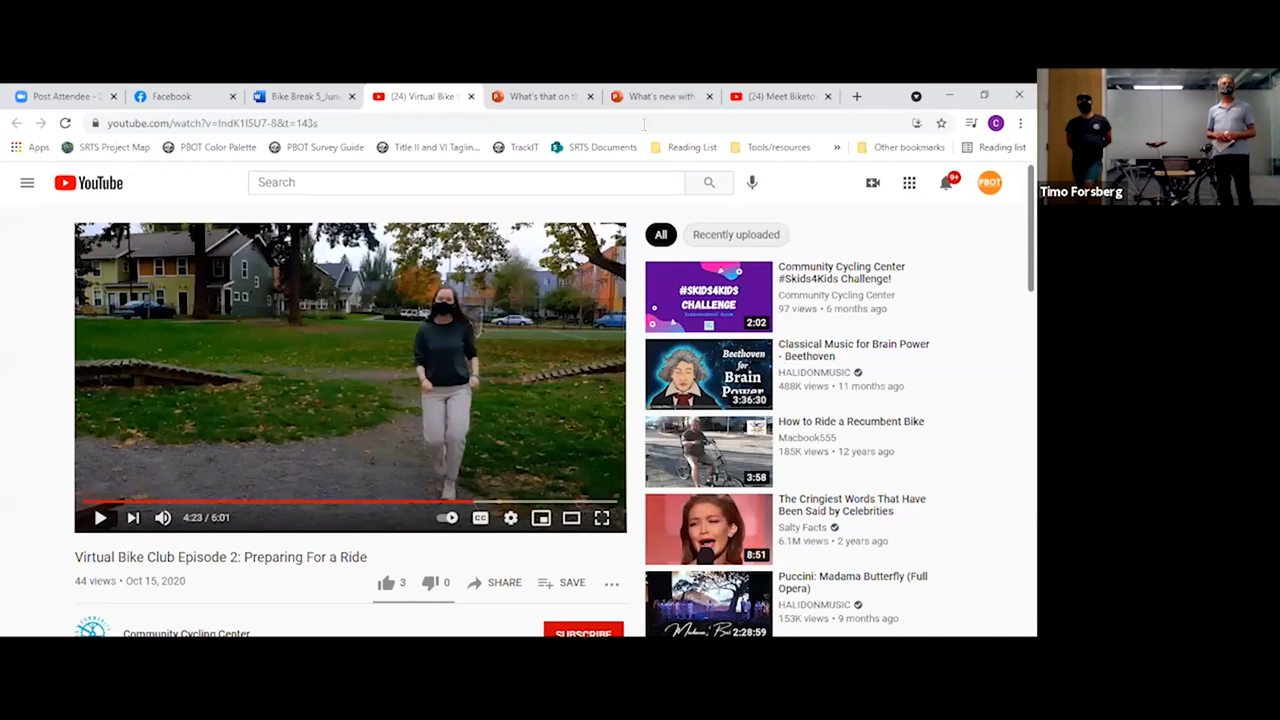 Post Attendee - Z
Facebook
Bike Break 5_June
(24) Virtual Bike C
What's that on th
What's new with
(24) Meet Biketo
youtube.com/watch?v=IndK1I5U7-8&t=143s
C
Apps
SRTS Project Map
PBOT Color Palette
PBOT Survey Guide
Title II and VI Taglin...
TrackIT
SRTS Documents
Reading List
Tools/resources
»
Other bookmarks
Reading list
Timo Forsberg
YouTube
Search
9+
PBOT
All
Recently uploaded
#SKIDS4KIDS
CHALLENGE
2:02
Community Cycling Center
#Skids4Kids Challenge!
Community Cycling Center
97 views • 6 months ago
Beethoven
for
Brain
Power
3:36:30
Classical Music for Brain Power
- Beethoven
HALIDONMUSIC
488K views • 11 months ago
3:58
How to Ride a Recumbent Bike
Macbook555
185K views • 12 years ago
8:51
The Cringiest Words That Have
Been Said by Celebrities
Salty Facts
6.1M views • 2 years ago
2:28:59
Puccini: Madama Butterfly (Full
Opera)
HALIDONMUSIC
153K views • 9 months ago
4:23 / 6:01
CC
Virtual Bike Club Episode 2: Preparing For a Ride
44 views • Oct 15, 2020
3
0
SHARE
SAVE
Community Cycling Center
SUBSCRIBE